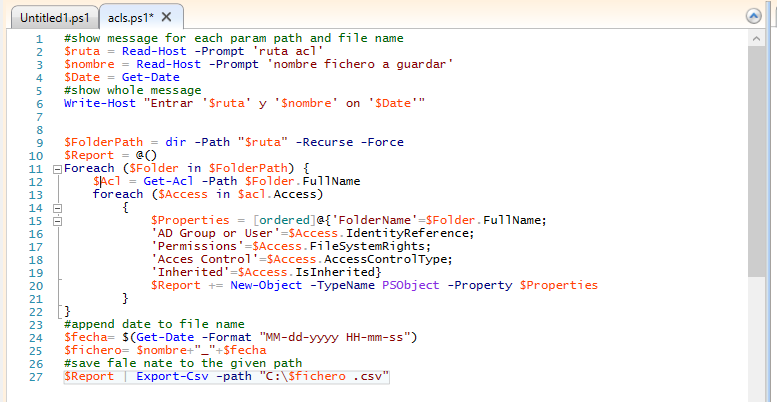 Untitled1.ps1 acls.ps1* X
1 #show message for each param path and file name
2 $ruta = Read-Host -Prompt 'ruta acl'
3 $nombre = Read-Host -Prompt 'nombre fichero a guardar'
4 $Date = Get-Date
5 #show whole message
6 Write-Host "Entrar '$ruta' y '$nombre' on '$Date'"
7
8
9 $FolderPath = dir -Path "$ruta" -Recurse -Force
10 $Report = @()
11 Foreach ($Folder in $FolderPath) {
12 $Acl = Get-Acl -Path $Folder.FullName
13 foreach ($Access in $acl.Access)
14 {
15 $Properties = [ordered]@{'FolderName'=$Folder.FullName;
16 'AD Group or User'=$Access.IdentityReference;
17 'Permissions'=$Access.FileSystemRights;
18 'Acces Control'=$Access.AccessControlType;
19 'Inherited'=$Access.IsInherited}
20 $Report += New-Object -TypeName PSObject -Property $Properties
21 }
22 }
23 #append date to file name
24 $fecha= $(Get-Date -Format "MM-dd-yyyy HH-mm-ss")
25 $fichero= $nombre+"_"+$fecha
26 #save fale nate to the given path
27 $Report | Export-Csv -path "C:\$fichero .csv"